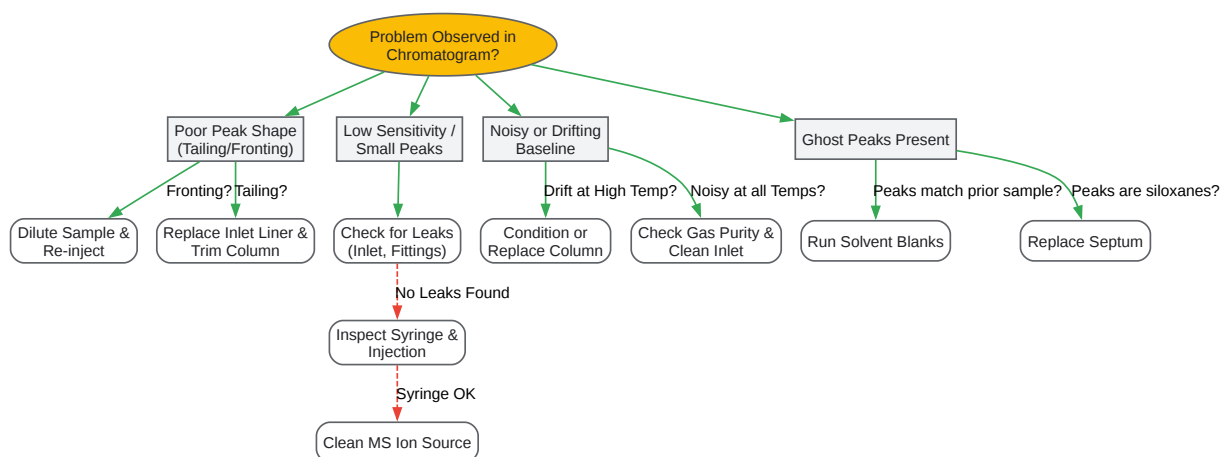 Problem Observed in
Chromatogram?
Poor Peak Shape
(Tailing/Fronting)
Low Sensitivity /
Small Peaks
Noisy or Drifting
Baseline
Ghost Peaks Present
Fronting?
Tailing?
Drift at High Temp?
Noisy at all Temps?
Peaks match prior sample?
Peaks are siloxanes?
Dilute Sample &
Re-inject
Replace Inlet Liner &
Trim Column
Check for Leaks
(Inlet, Fittings)
Condition or
Replace Column
Check Gas Purity &
Clean Inlet
Run Solvent Blanks
Replace Septum
No Leaks Found
Inspect Syringe &
Injection
Syringe OK
Clean MS Ion Source